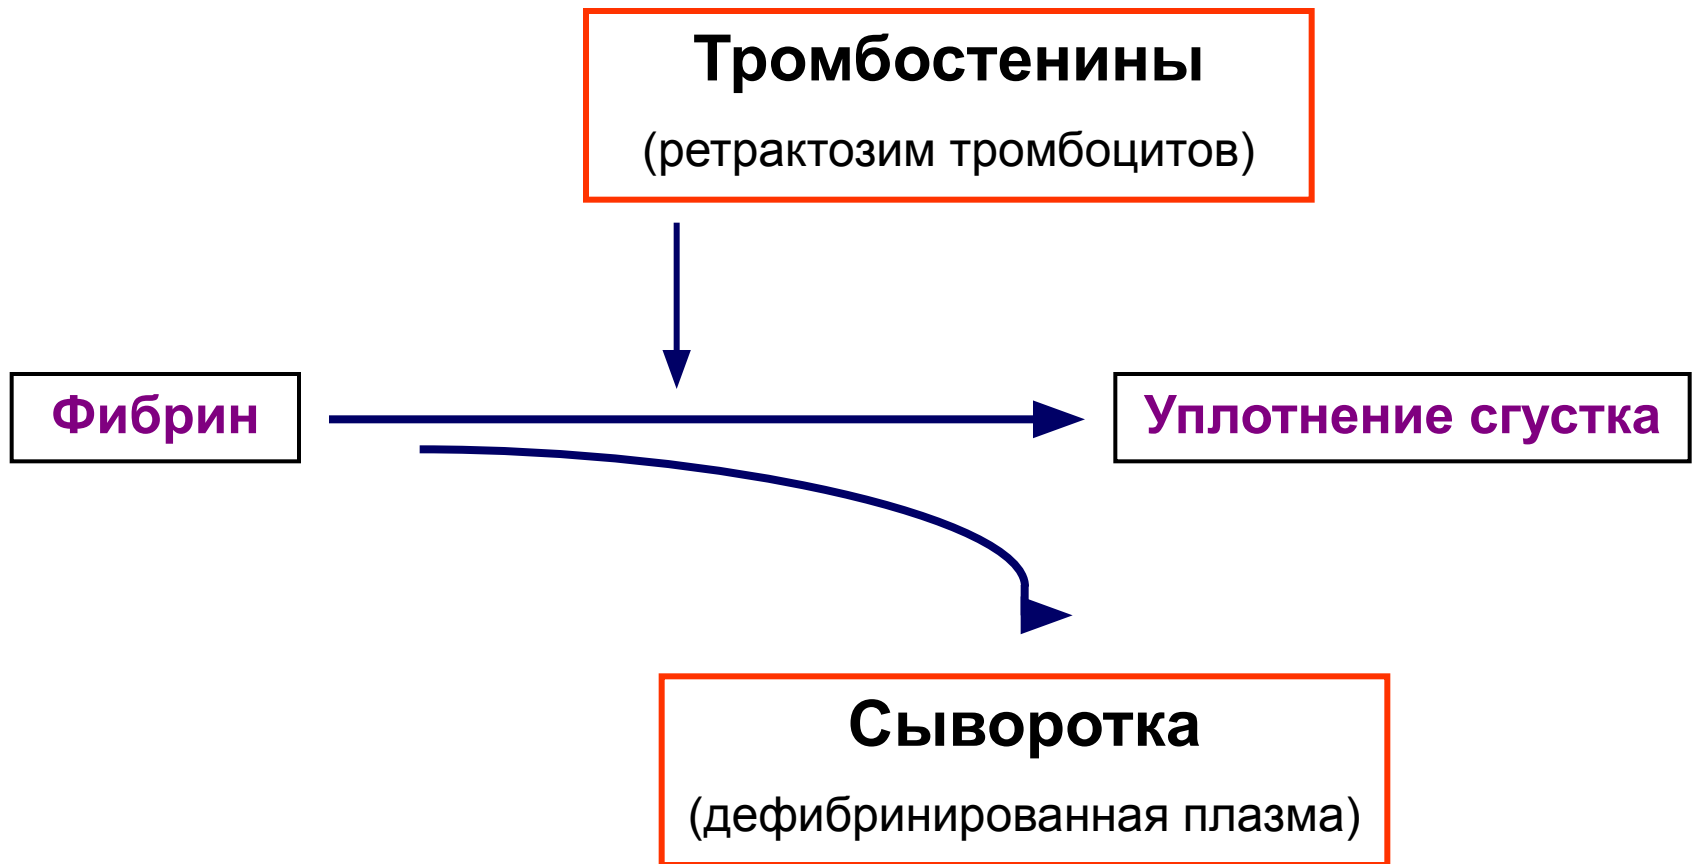 Тромбостенины
(ретрактозим тромбоцитов)
Фибрин
Уплотнение сгустка
Сыворотка
(дефибринированная плазма)